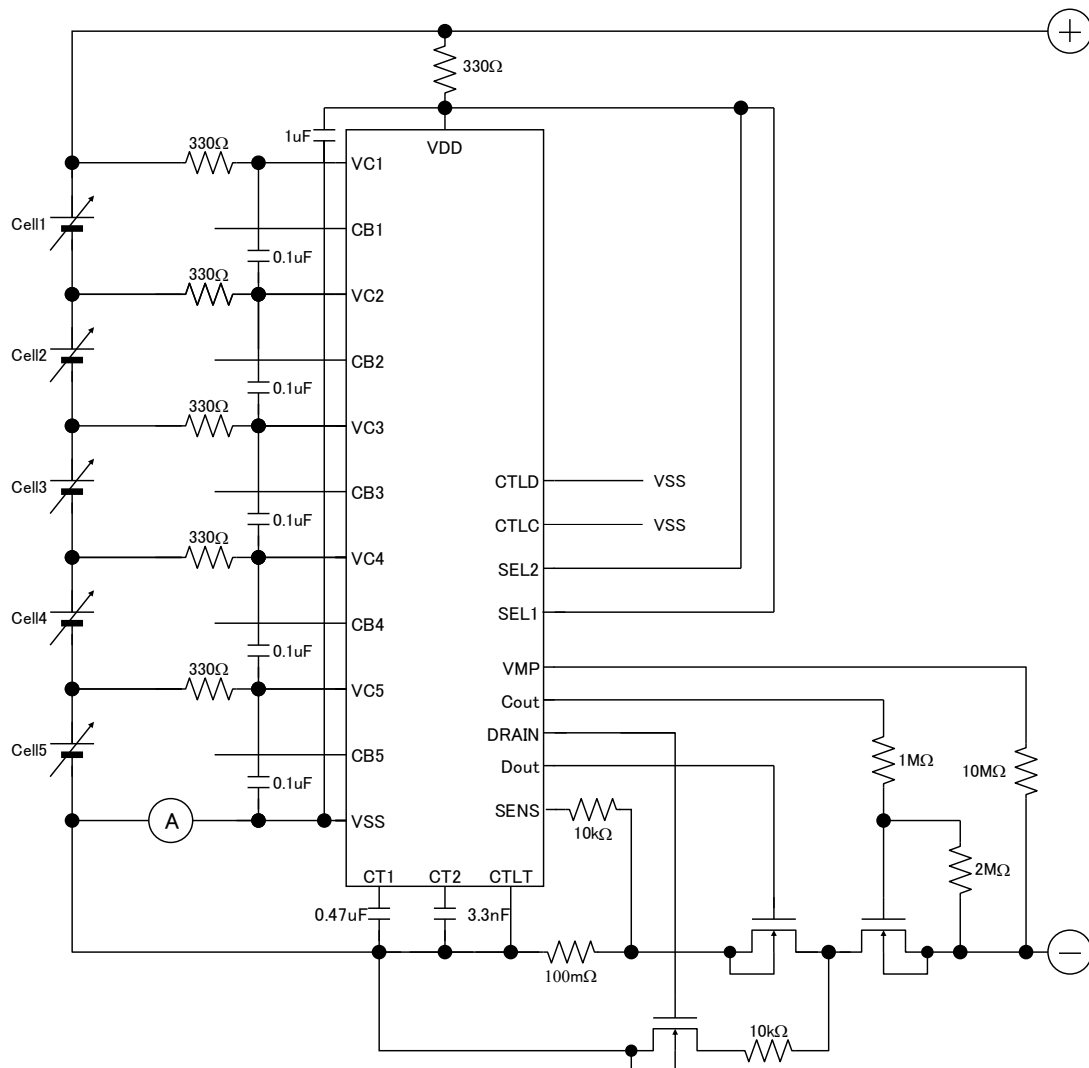 330Ω
1uF
VDD
330Ω
VC1
Cell1
CB1
0.1uF
330Ω
VC2
Cell2
CB2
0.1uF
330Ω
VC3
CTLD
VSS
Cell3
CB3
0.1uF
CTLC
VSS
330Ω
VC4
SEL2
Cell4
CB4
SEL1
0.1uF
330Ω
VMP
VC5
Cout
Cell5
CB5
DRAIN
1MΩ
10MΩ
Dout
0.1uF
SENS
A
VSS
10kΩ
2MΩ
CT1
CT2
CTLT
0.47uF
3.3nF
100mΩ
10kΩ